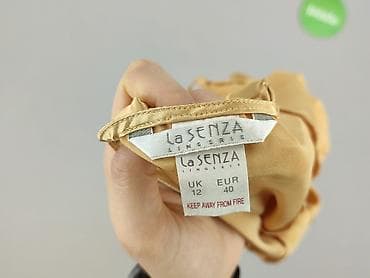 La SENZA
LINGERIE
La SENZA
LINGERIE
UK EUR
12 40
KEEP AWAY FROM FIRE